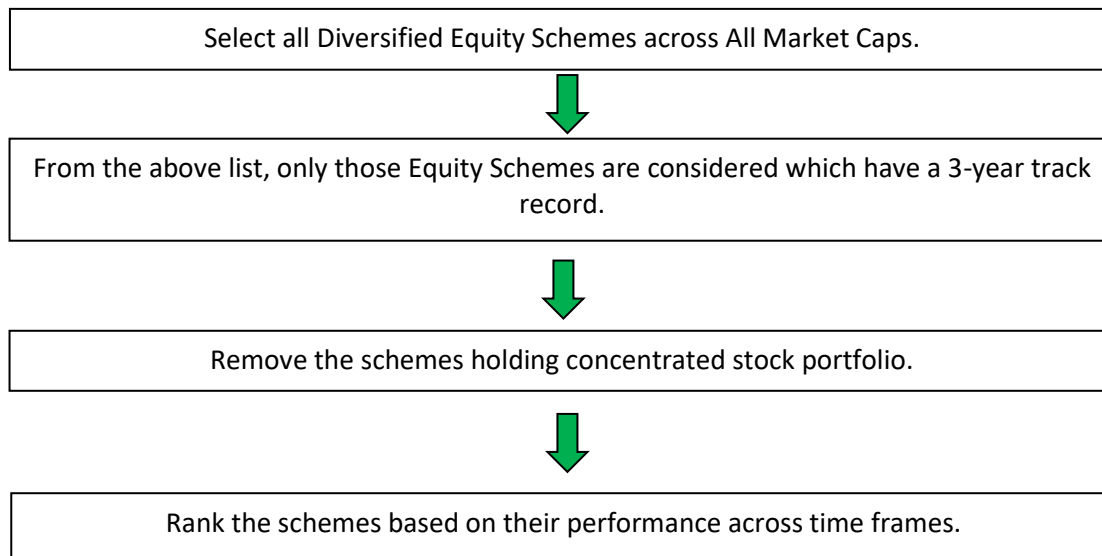 Select all Diversified Equity Schemes across All Market Caps.
From the above list, only those Equity Schemes are considered which have a 3-year track
record.
Remove the schemes holding concentrated stock portfolio.
Rank the schemes based on their performance across time frames.